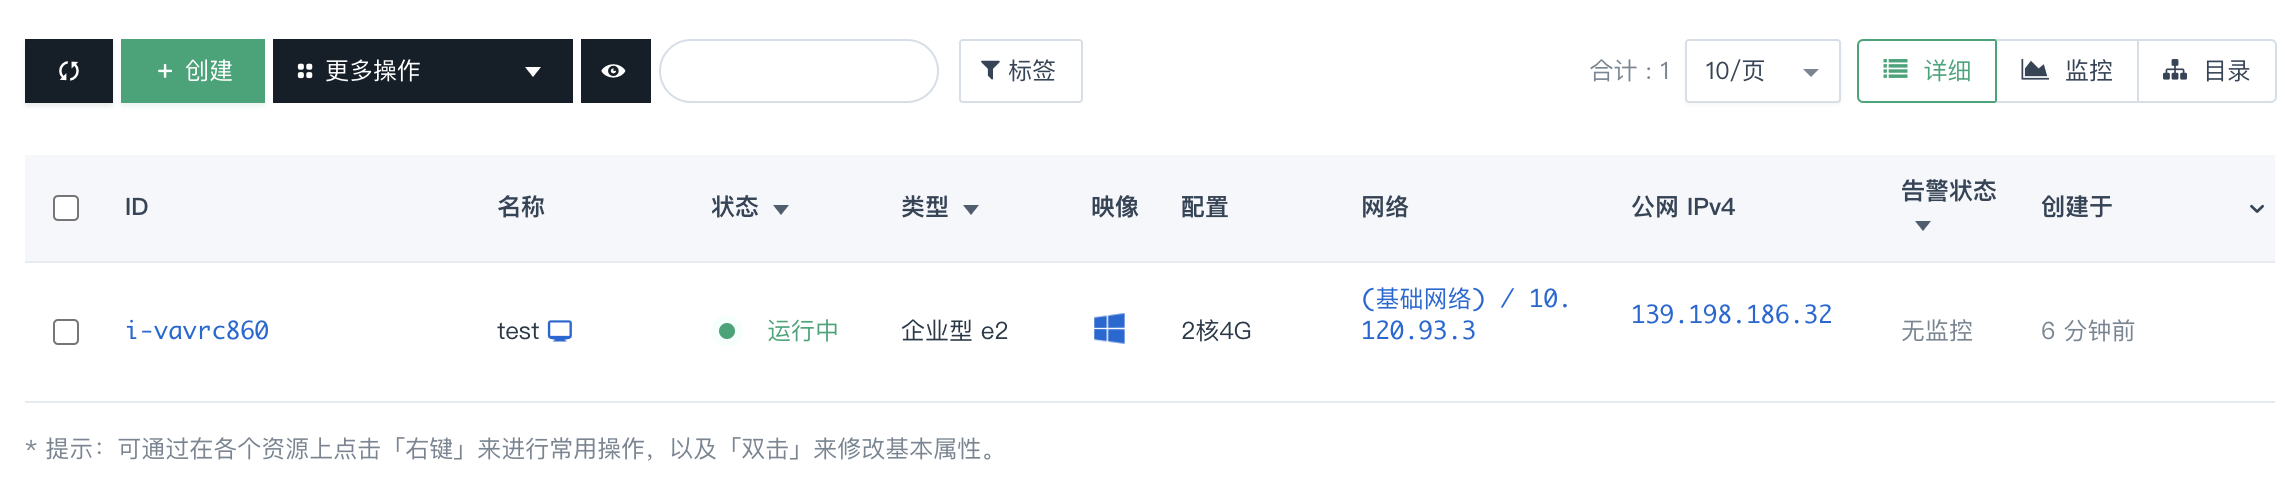 + 创建 更多操作 标签 合计 : 1 10/页 详细 监控 目录
ID 名称 状态 类型 映像 配置 网络 公网 IPv4 告警状态 创建于
i-vavrc860 test 运行中 企业型 e2 2核4G (基础网络) / 10.
120.93.3 139.198.186.32 无监控 6 分钟前
* 提示：可通过在各个资源上点击「右键」来进行常用操作，以及「双击」来修改基本属性。